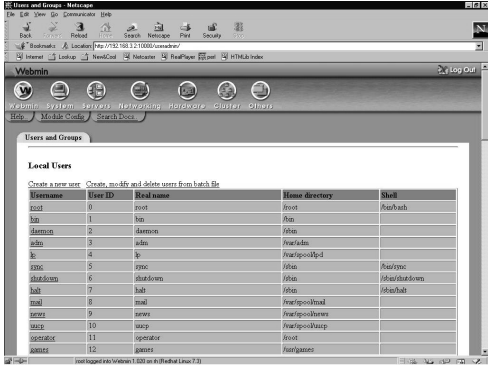 Users and Groups - Netscape
File Edit View Go Communicator Help
Back Reload Home Search Netscape Print Security
Bookmarks Location: http://192.168.3.2:10000/useradmin/
Internet Lookup New&Cool Netcaster RealPlayer perl HTMLib Index
Webmin Log Out
Webmin System Servers Networking Hardware Cluster Others
Help.. Module Config Search Docs..
Users and Groups
Local Users
Create a new user Create, modify and delete users from batch file
Username User ID Real name Home directory Shell
root 0 root /root /bin/bash
bin 1 bin /bin
daemon 2 daemon /sbin
adm 3 adm /var/adm
lp 4 lp /var/spool/lpd
sync 5 sync /sbin /bin/sync
shutdown 6 shutdown /sbin /sbin/shutdown
halt 7 halt /sbin /sbin/halt
mail 8 mail /var/spool/mail
news 9 news /var/spool/news
uucp 10 uucp /var/spool/uucp
operator 11 operator /root
games 12 games /usr/games
root logged into Webmin 1.020 on (Redhat Linux 7.3)